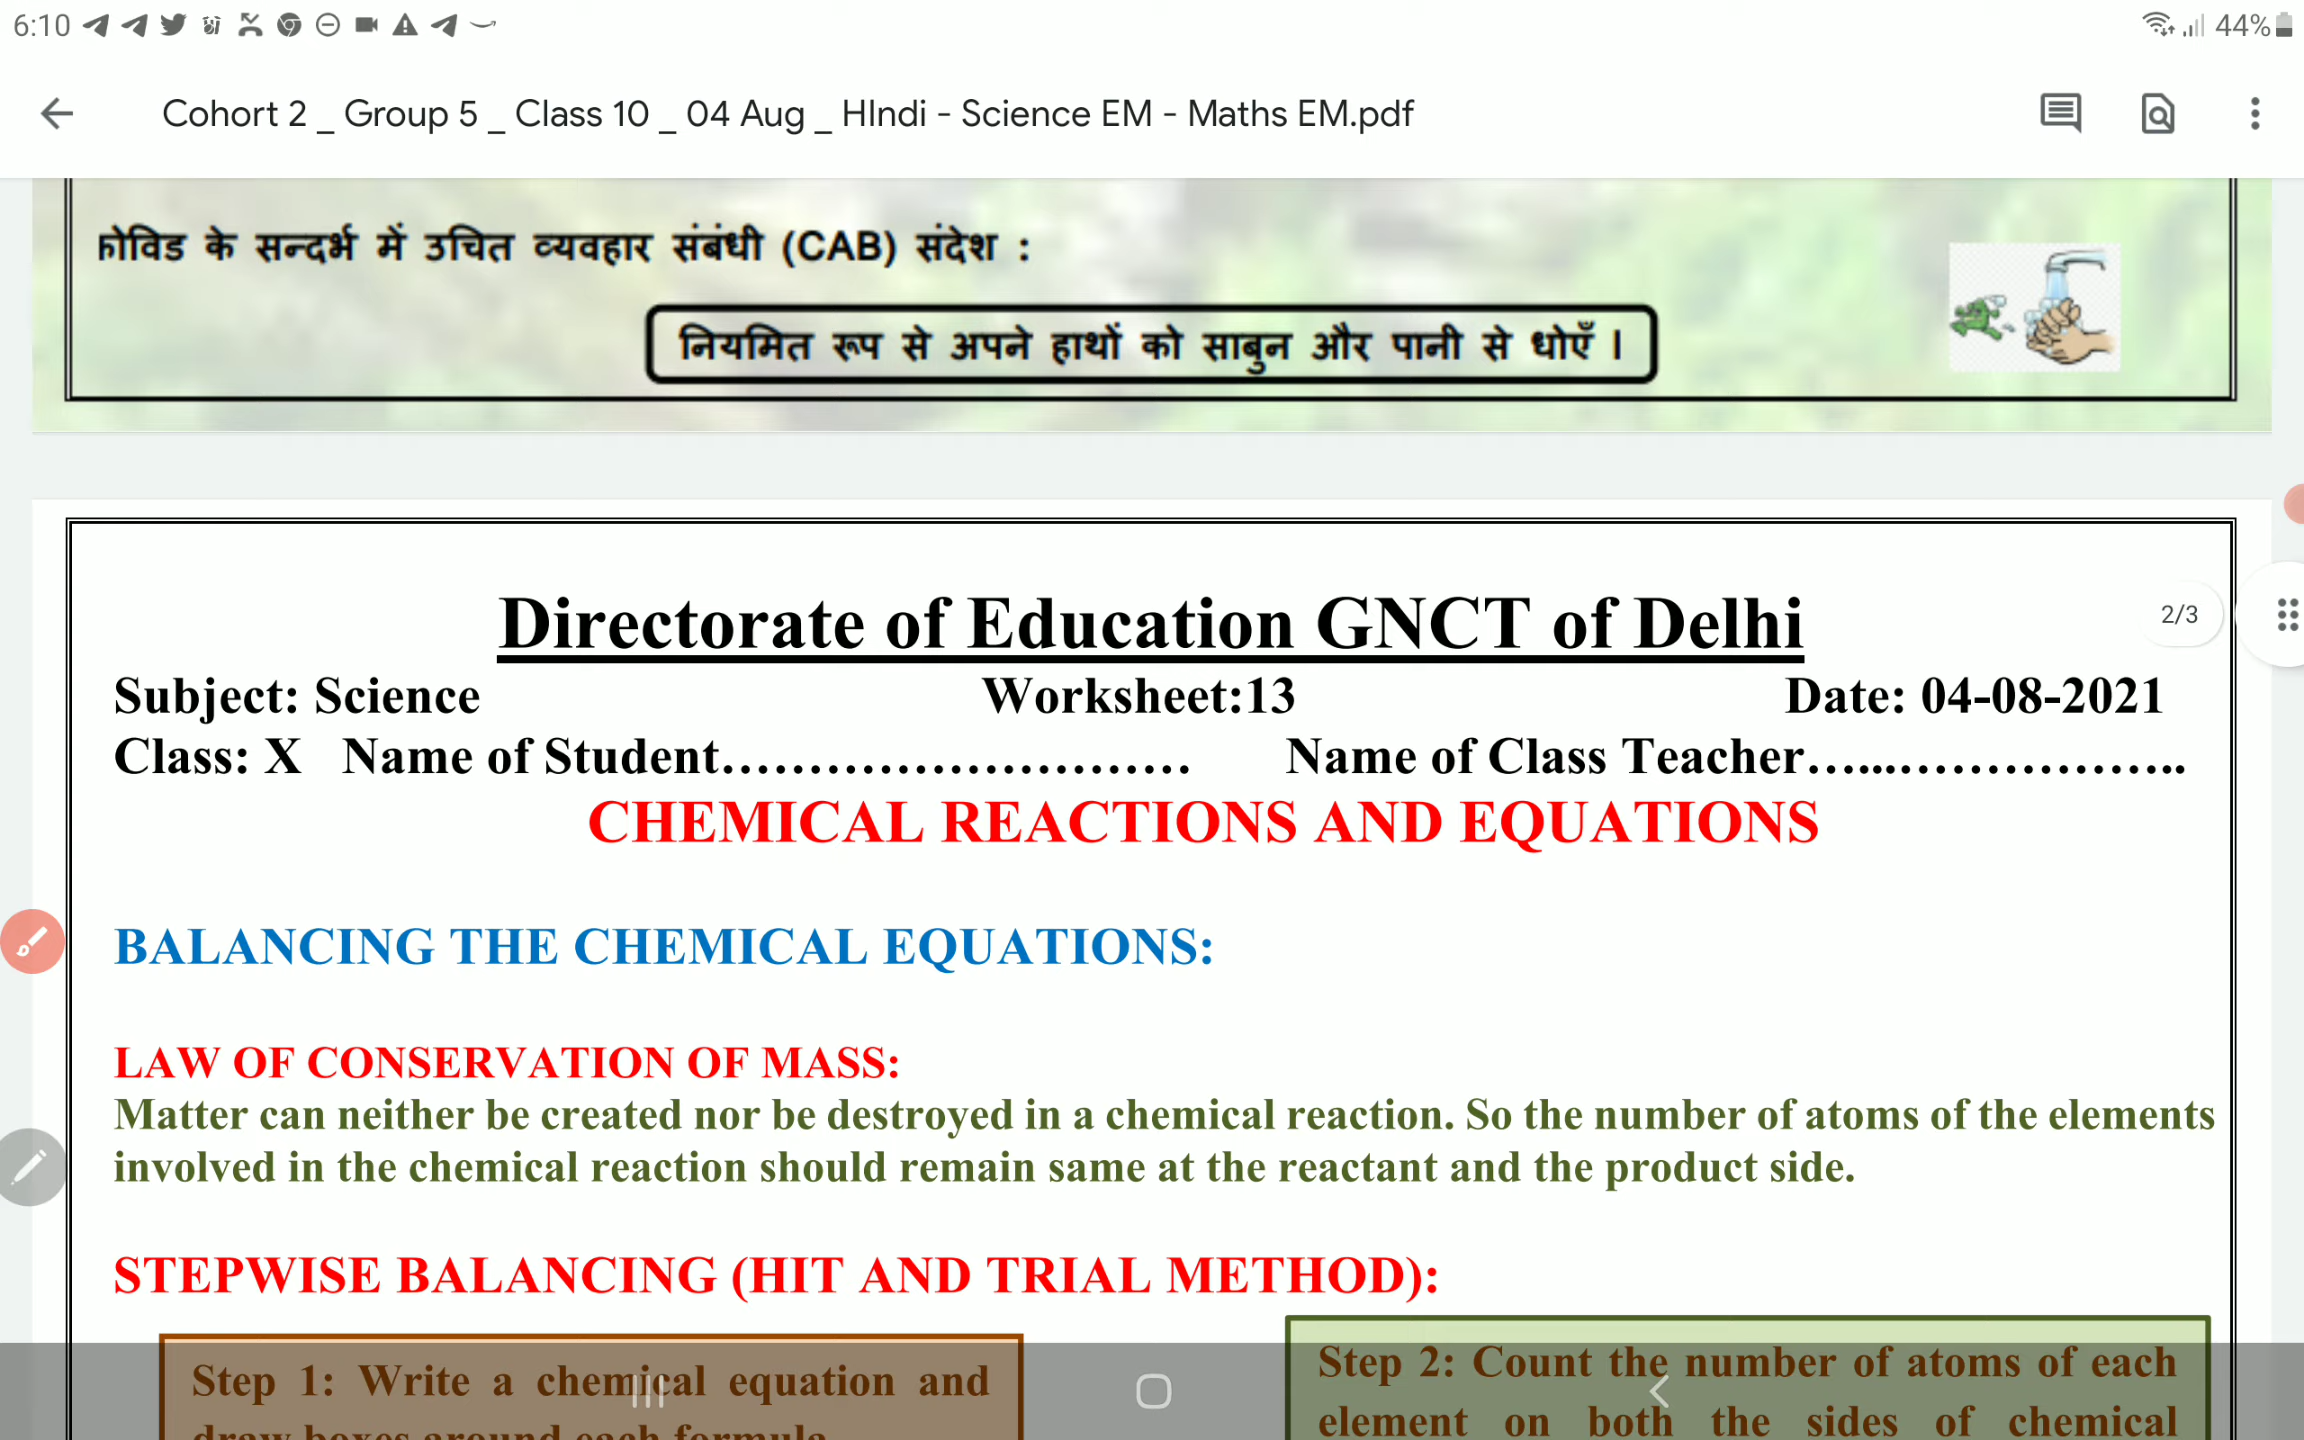 6:10
44%
Cohort 2 _ Group 5 _ Class 10 _ 04 Aug _ HIndi - Science EM - Maths EM.pdf
कोविड के सन्दर्भ में उचित व्यवहार संबंधी (CAB) संदेश :
नियमित रूप से अपने हाथों को साबुन और पानी से धोएँ ।
Directorate of Education GNCT of Delhi
2/3
Subject: Science Worksheet:13 Date: 04-08-2021
Class: X Name of Student........................... Name of Class Teacher.......................
CHEMICAL REACTIONS AND EQUATIONS
BALANCING THE CHEMICAL EQUATIONS:
LAW OF CONSERVATION OF MASS:
Matter can neither be created nor be destroyed in a chemical reaction. So the number of atoms of the elements
involved in the chemical reaction should remain same at the reactant and the product side.
STEPWISE BALANCING (HIT AND TRIAL METHOD):
Step 1: Write a chemical equation and
draw boxes around each formula
Step 2: Count the number of atoms of each
element on both the sides of chemical